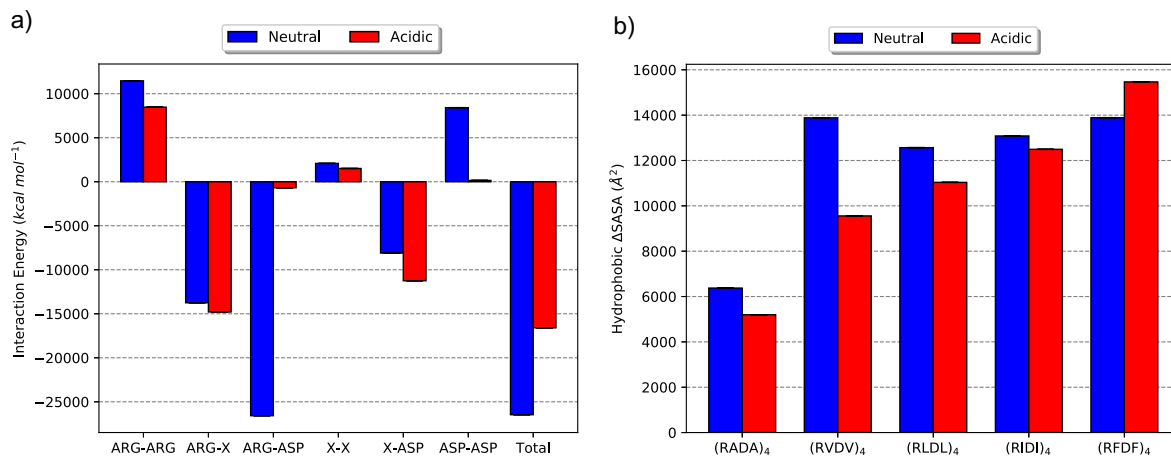 a)
Neutral Acidic
Interaction Energy (kcal mol⁻¹)
10000
5000
0
−5000
−10000
−15000
−20000
−25000
ARG-ARG ARG-X ARG-ASP X-X X-ASP ASP-ASP Total
b)
Neutral Acidic
Hydrophobic ΔSASA (Å²)
16000
14000
12000
10000
8000
6000
4000
2000
0
(RADA)₄ (RVDV)₄ (RLDL)₄ (RIDI)₄ (RFDF)₄